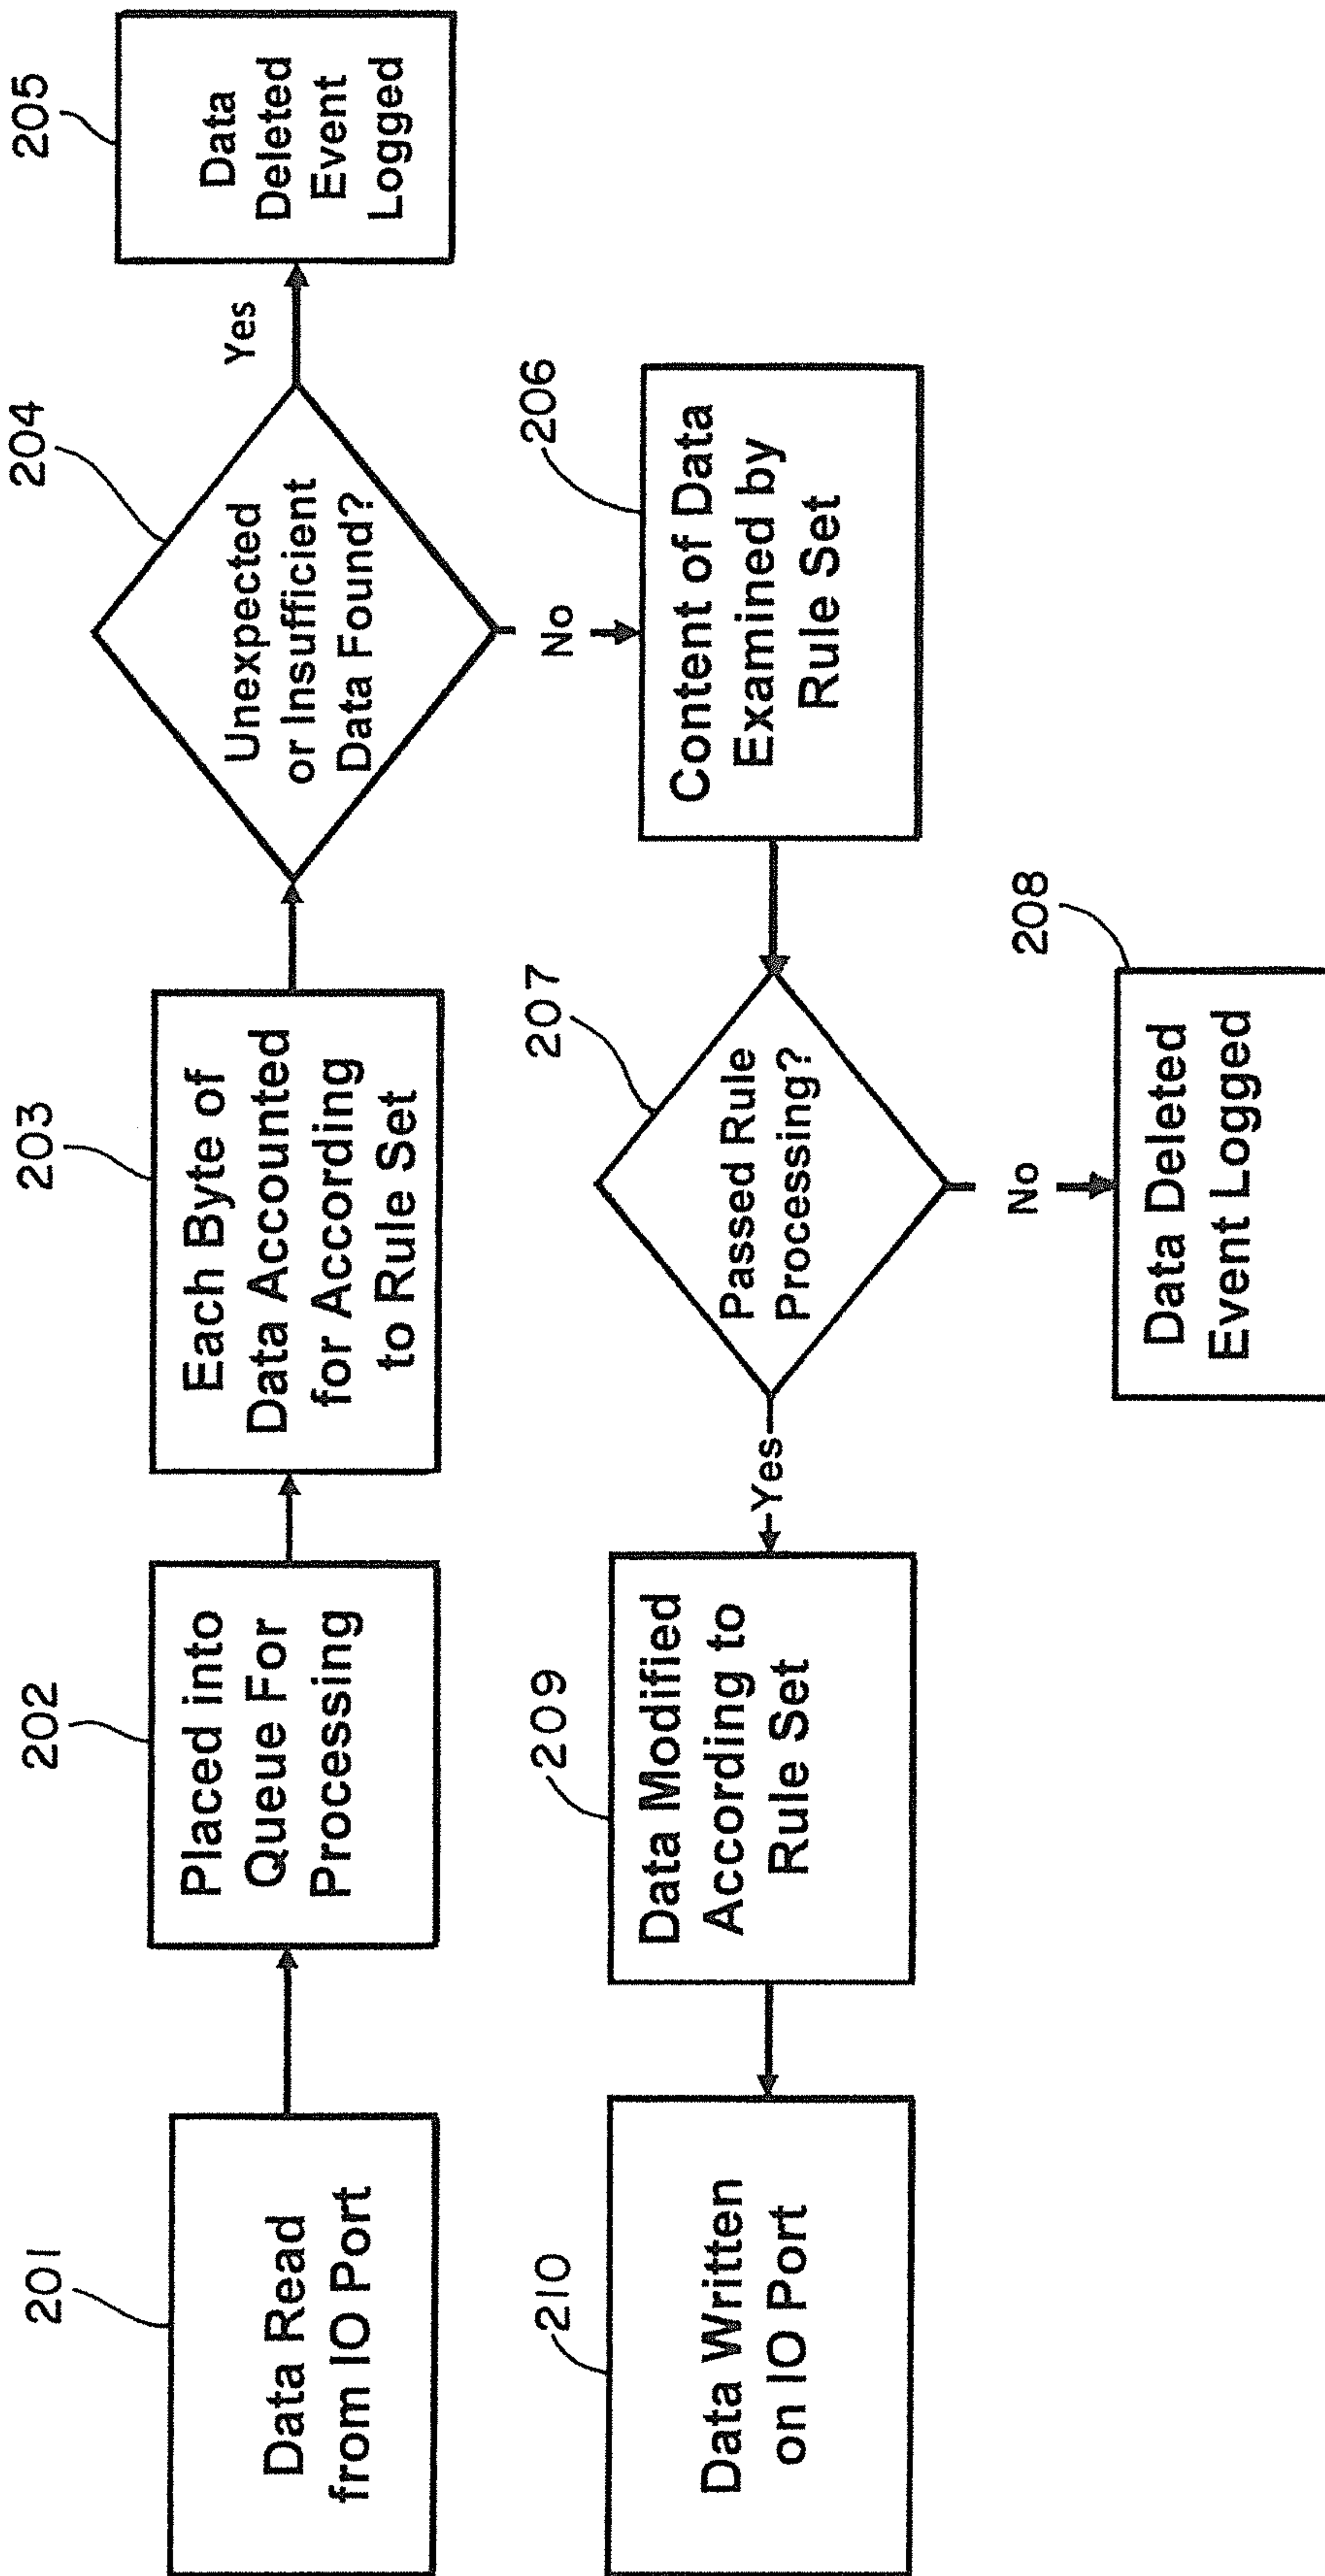 201
Data Read
from IO Port
202
Placed into
Queue For
Processing
203
Each Byte of
Data Accounted
for According
to Rule Set
204
Unexpected
or Insufficient
Data Found?
Yes
205
Data
Deleted
Event
Logged
No
206
Content of Data
Examined by
Rule Set
207
Passed Rule
Processing?
No
208
Data Deleted
Event Logged
Yes
209
Data Modified
According to
Rule Set
210
Data Written
on IO Port